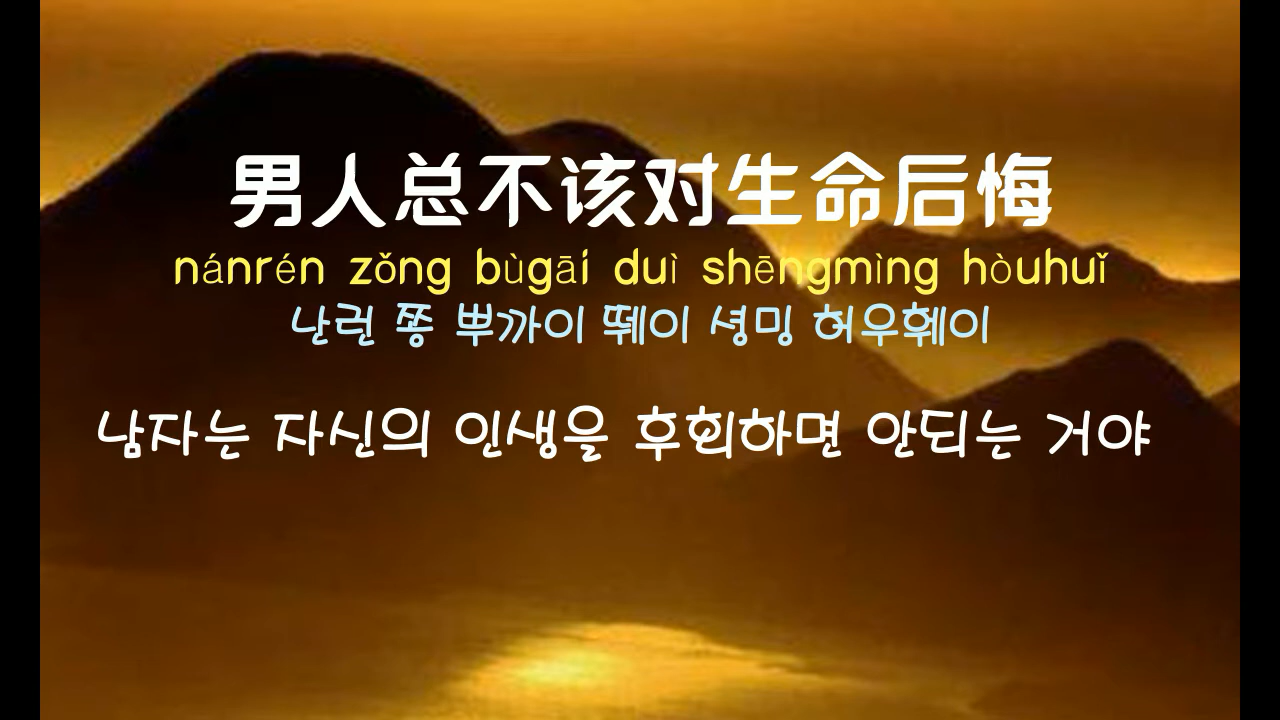 男人总不该对生命后悔
nánrén zǒng bùgāi duì shēngmìng hòuhuǐ
난런 쫑 뿌까이 뛔이 셩밍 허우훼이
남자는 자신의 인생을 후회하면 안되는 거야